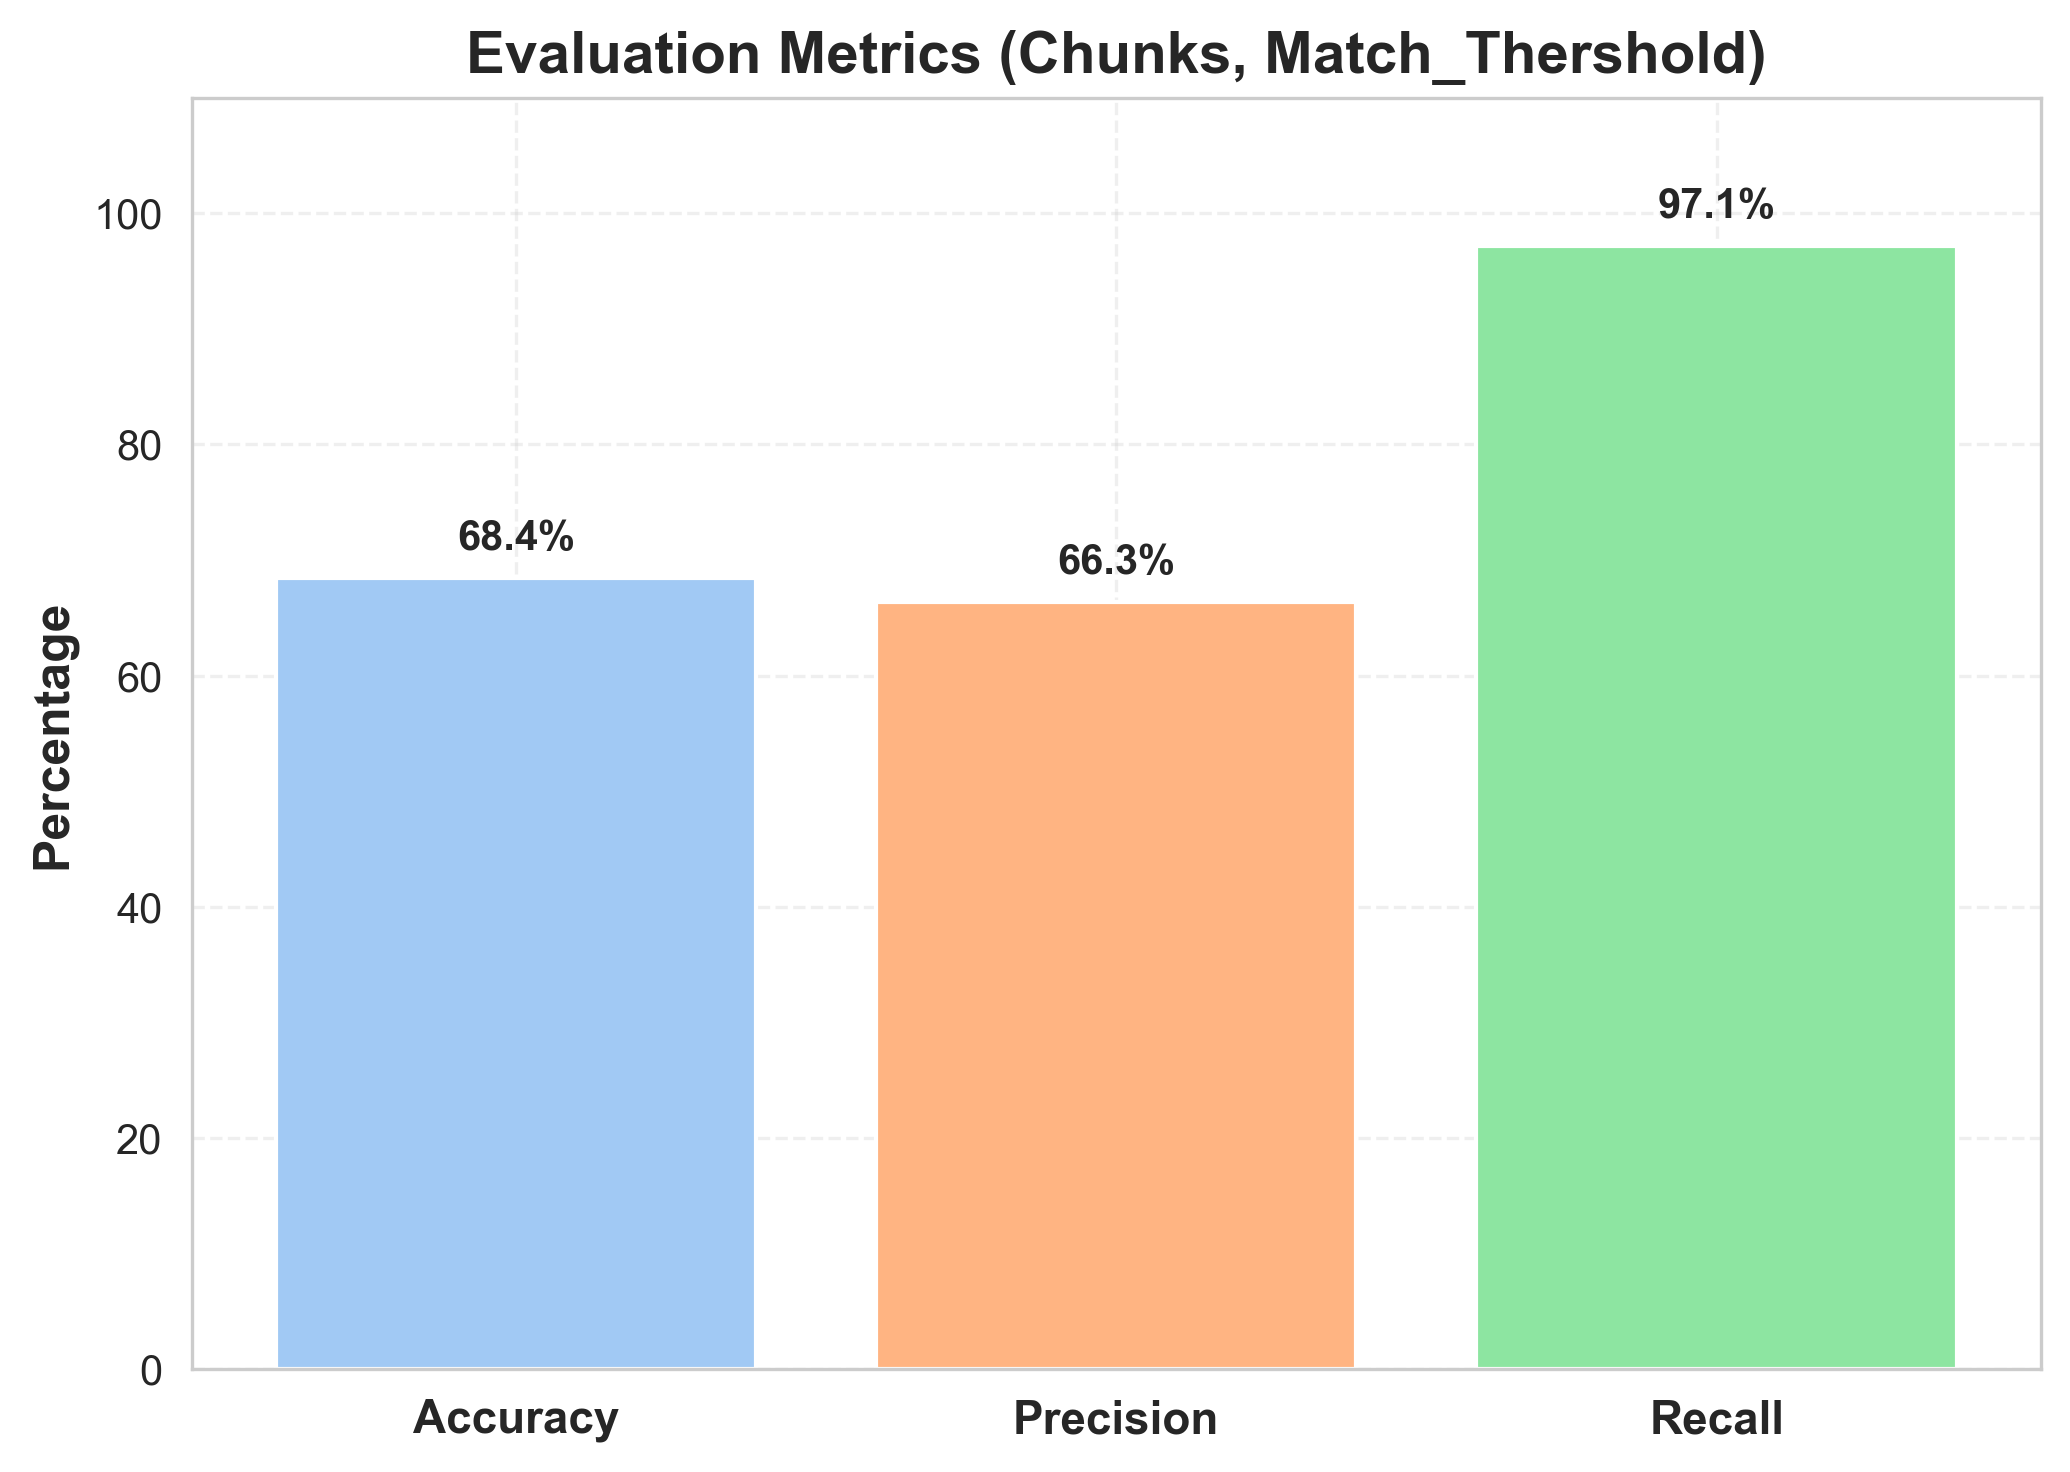 Evaluation Metrics (Chunks, Match_Thershold)
100
80
60
40
20
0
Percentage
68.4%
66.3%
97.1%
Accuracy
Precision
Recall